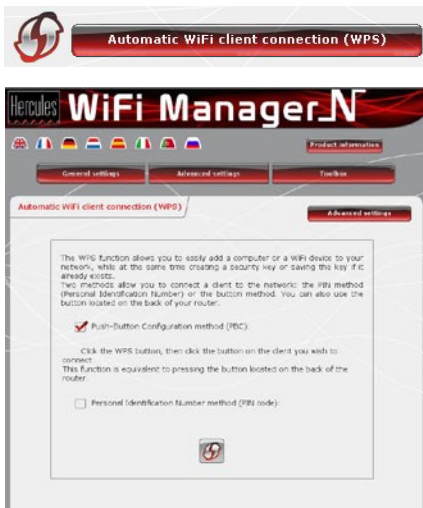 Automatic WiFi client connection (WPS)
Hercules WiFi Manager_N
Product information
General settings Advanced settings Toolbox
Automatic WiFi client connection (WPS)
Advanced settings
The WPS function allows you to easily add a computer or a WiFi device to your
network, while at the same time creating a security key or saving the key if it
already exists.
Two methods allow you to connect a client to the network: the PIN method
(Personal Identification Number) or the button method. You can also use the
button located on the back of your router.
Push-Button Configuration method (PBC):
Click the WPS button, then click the button on the client you wish to
connect.
This function is equivalent to pressing the button located on the back of the
router.
Personal Identification Number method (PIN code):